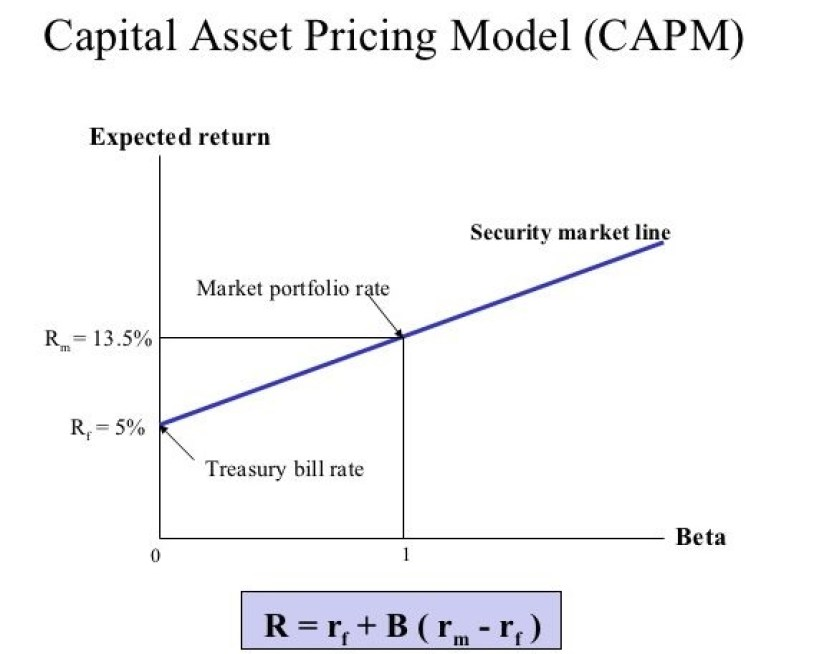 Capital Asset Pricing Model (CAPM)
Expected return
Security market line
Market portfolio rate
Rm = 13.5%
Rf = 5%
Treasury bill rate
Beta
0
1
R = rf + B ( rm - rf )